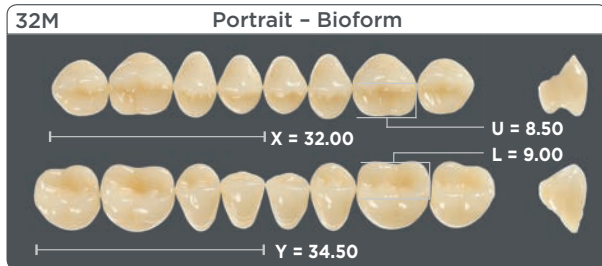 32M
Portrait – Bioform
X = 32.00
U = 8.50
L = 9.00
Y = 34.50